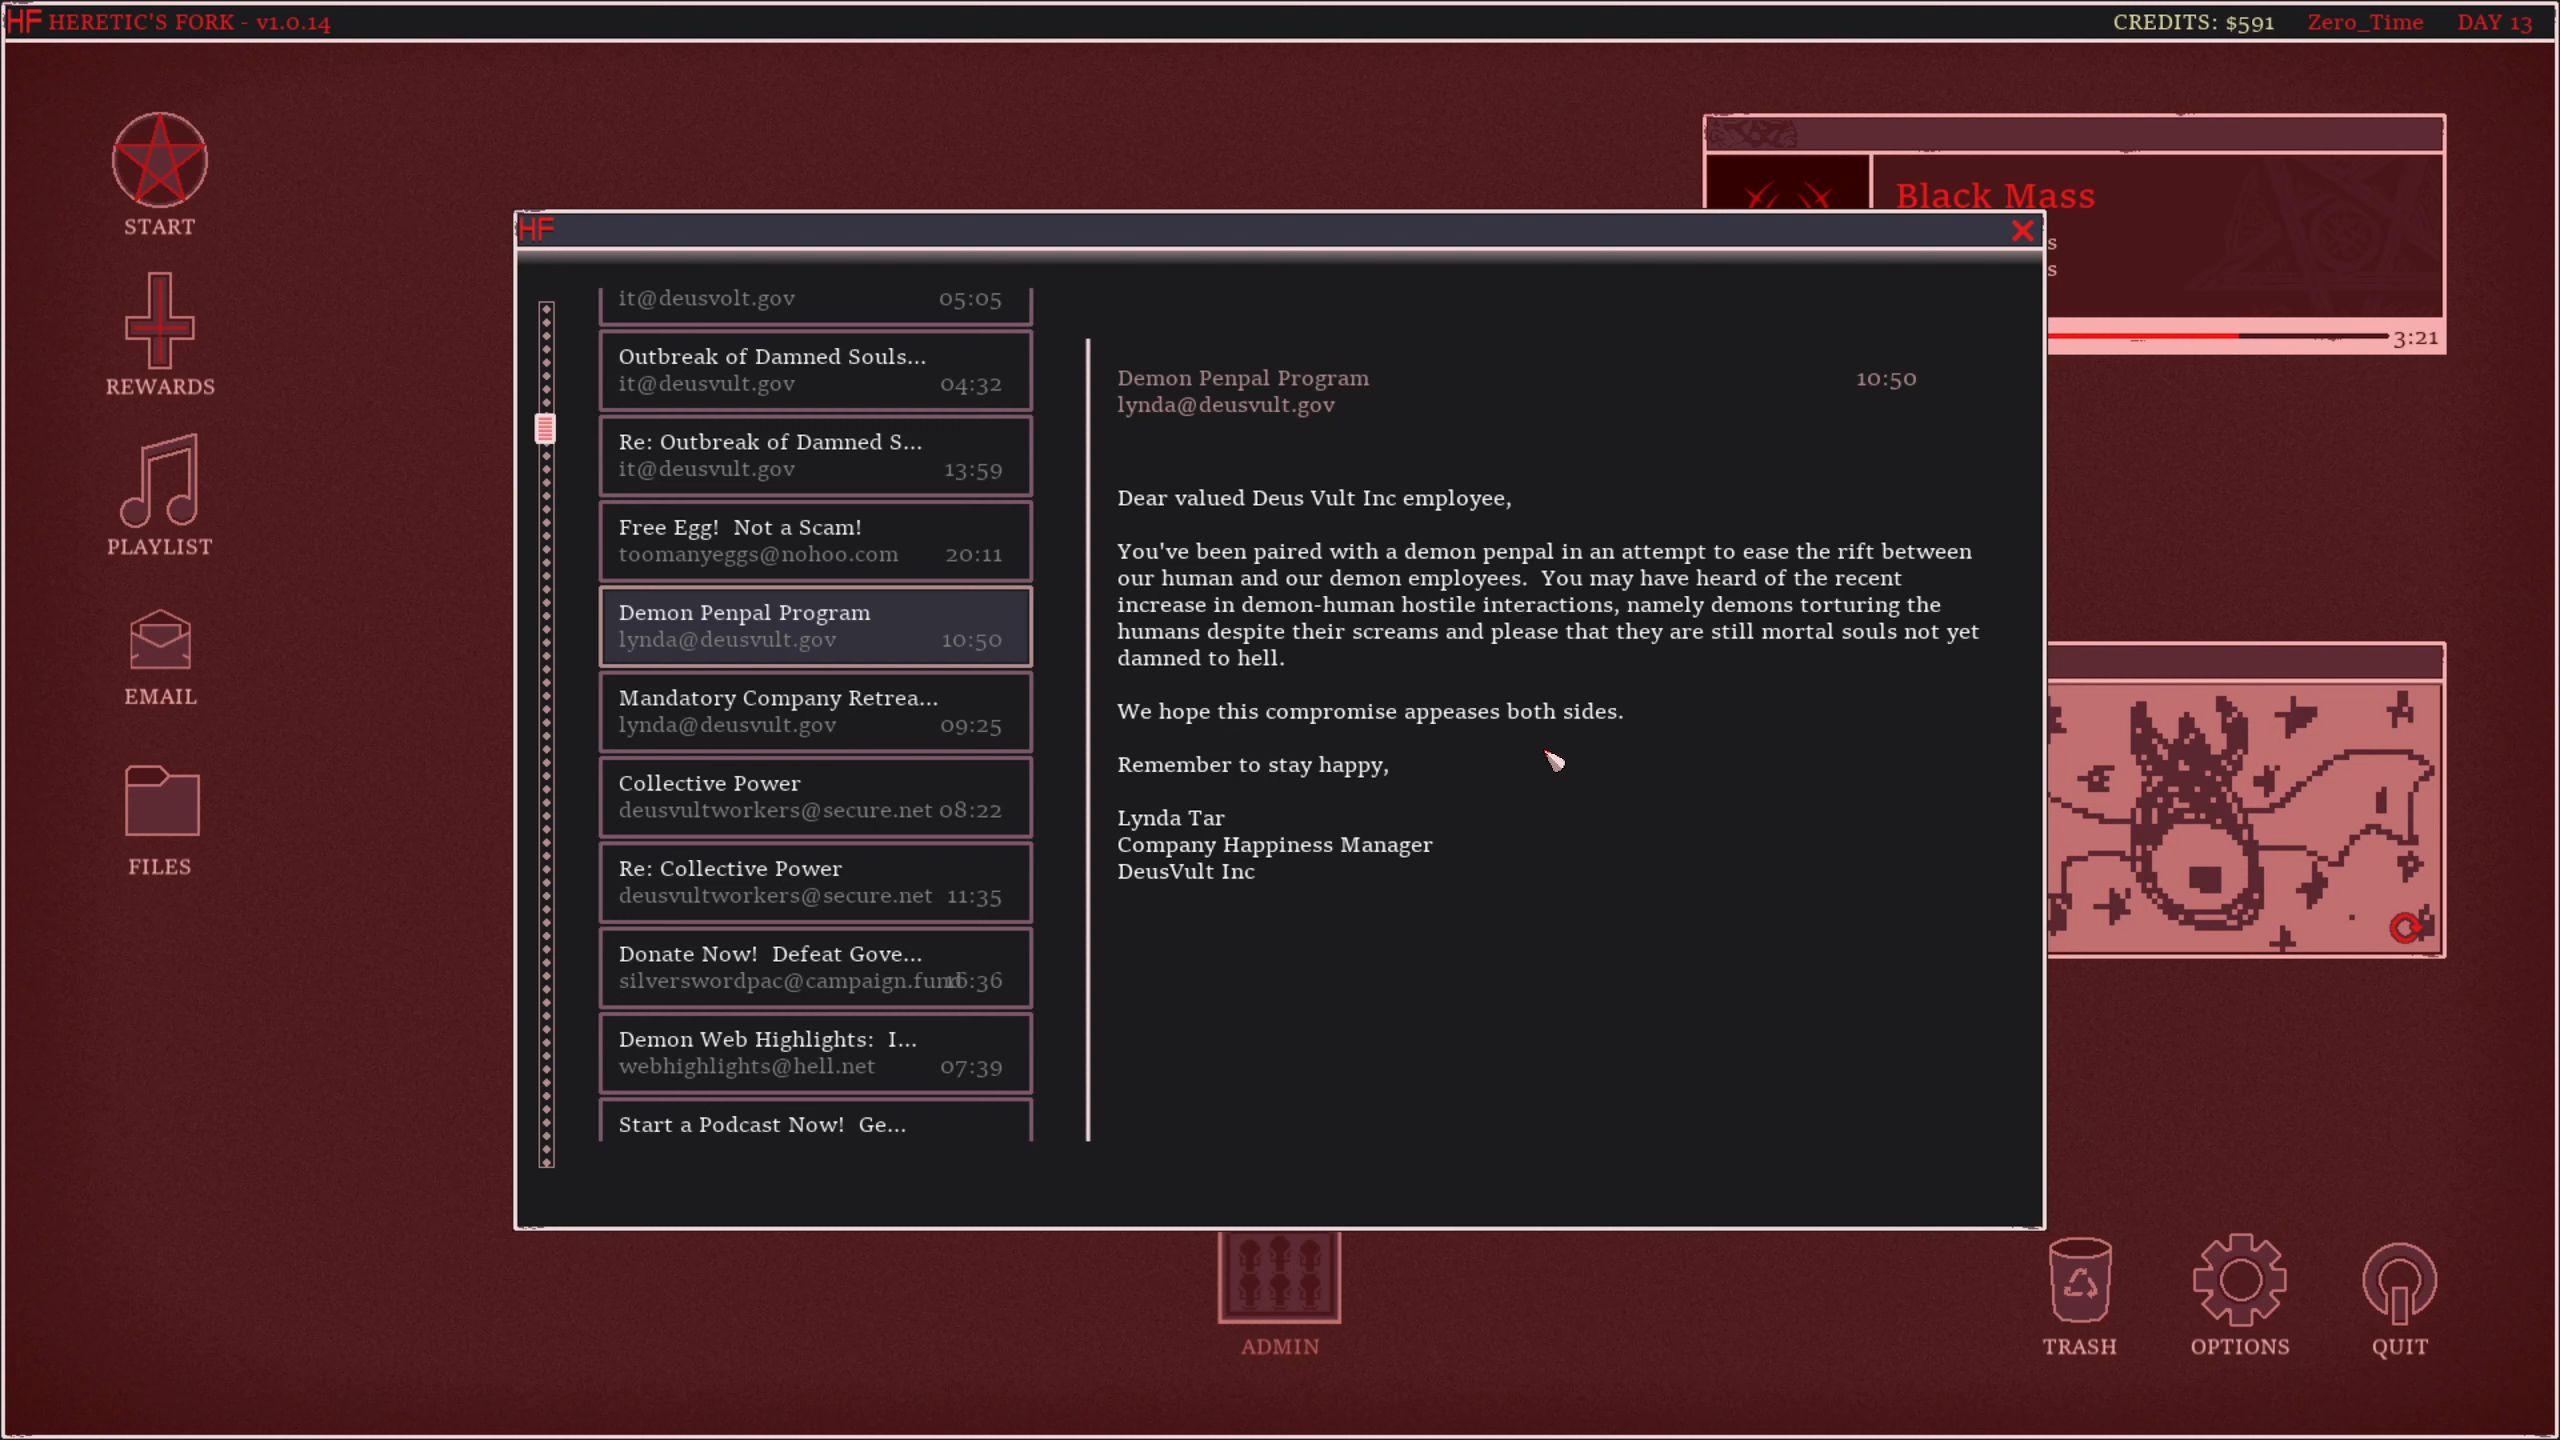 HF HERETIC'S FORK - v1.0.14
CREDITS: $591 Zero_Time DAY 13
START
REWARDS
PLAYLIST
EMAIL
FILES
Black Mass
s
s
3:21
HF
it@deusvolt.gov 05:05
Outbreak of Damned Souls...
it@deusvult.gov 04:32
Re: Outbreak of Damned S...
it@deusvult.gov 13:59
Free Egg!  Not a Scam!
toomanyeggs@nohoo.com 20:11
Demon Penpal Program
lynda@deusvult.gov 10:50
Mandatory Company Retrea...
lynda@deusvult.gov 09:25
Collective Power
deusvultworkers@secure.net 08:22
Re: Collective Power
deusvultworkers@secure.net 11:35
Donate Now!  Defeat Gove...
silverswordpac@campaign.fund 16:36
Demon Web Highlights:  I...
webhighlights@hell.net 07:39
Start a Podcast Now!  Ge...
Demon Penpal Program 10:50
lynda@deusvult.gov
Dear valued Deus Vult Inc employee,
You've been paired with a demon penpal in an attempt to ease the rift between
our human and our demon employees.  You may have heard of the recent
increase in demon-human hostile interactions, namely demons torturing the
humans despite their screams and please that they are still mortal souls not yet
damned to hell.
We hope this compromise appeases both sides.
Remember to stay happy,
Lynda Tar
Company Happiness Manager
DeusVult Inc
ADMIN
TRASH
OPTIONS
QUIT